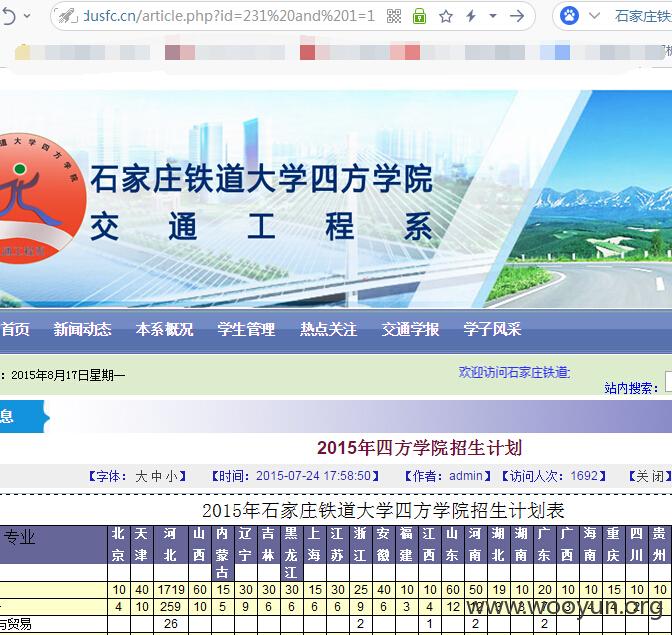 dusfc.cn/article.php?id=231%20and%201=1
石家庄铁
石家庄铁道大学四方学院
交通工程系
首页 新闻动态 本系概况 学生管理 热点关注 交通学报 学子风采
：2015年8月17日星期一
欢迎访问石家庄铁道
站内搜索：
息
2015年四方学院招生计划
【字体： 大 中 小】 【时间：2015-07-24 17:58:50】 【作者：admin】 【访问人次：1692】 【关闭】
2015年石家庄铁道大学四方学院招生计划表
专业 北京 天津 河北 山西 内蒙古 辽宁 吉林 黑龙江 上海 江苏 浙江 安徽 福建 江西 山东 河南 湖北 湖南 广东 广西 海南 重庆 四川 贵州
10 40 1719 60 15 30 30 30 15 30 25 40 10 10 60 50 19 10 20 10 10 15 10 10
4 10 259 10 5 9 6 6 6 6 9 6 3 4 12
与贸易 26 2 1 2 2
www.wooyun.org